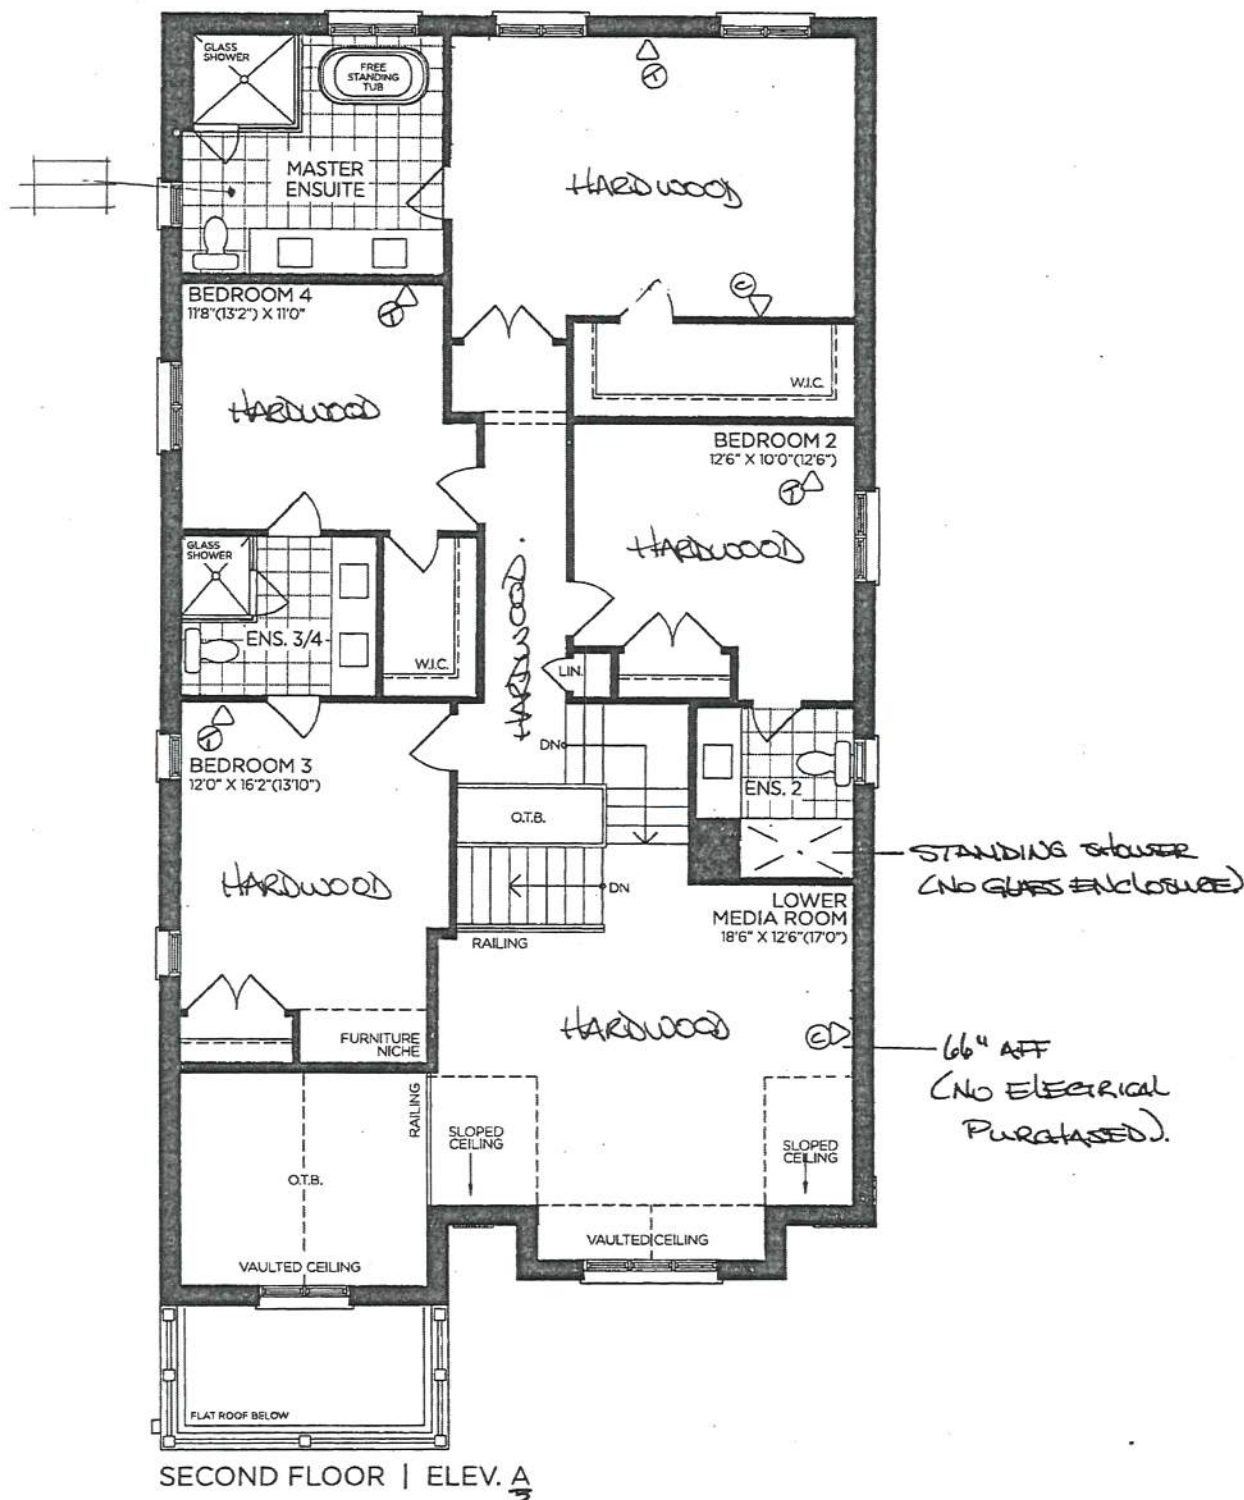 GLASS
SHOWER
FREE
STANDING
TUB
T
MASTER
ENSUITE
HARDWOOD
C
BEDROOM 4
11'8"(13'2") X 11'0"
T
W.I.C.
HARDWOOD
BEDROOM 2
12'6" X 10'0"(12'6")
T
HARDWOOD
GLASS
SHOWER
HARDWOOD.
ENS. 3/4
W.I.C.
LIN.
T
DN
BEDROOM 3
12'0" X 16'2"(13'10")
ENS. 2
O.T.B.
STANDING SHOWER
(NO GLASS ENCLOSURE)
HARDWOOD
DN
LOWER
MEDIA ROOM
18'6" X 12'6"(17'0")
RAILING
HARDWOOD
C
FURNITURE
NICHE
66" AFF
(NO ELECTRICAL
PURCHASED).
RAILING
SLOPED
CEILING
SLOPED
CEILING
O.T.B.
VAULTED CEILING
VAULTED CEILING
FLAT ROOF BELOW
SECOND FLOOR | ELEV. A